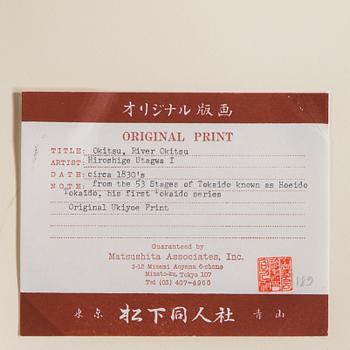 オリジナル版画
ORIGINAL PRINT
TITLE: Okitsu, River Okitsu
ARTIST: Hiroshige Utagwa I
DATE: circa 1830's
NOTE: from the 53 Stages of Tokaido known as Hoeido
Tokaido, his first Tokaido series
Original Ukiyoe Print
Guaranteed by
Matsushita Associates, Inc.
3-12 Minami Aoyama 6-chome
Minato-ku, Tokyo 107
Tel (03) 407-4966
189
東京 松下同人社 青山